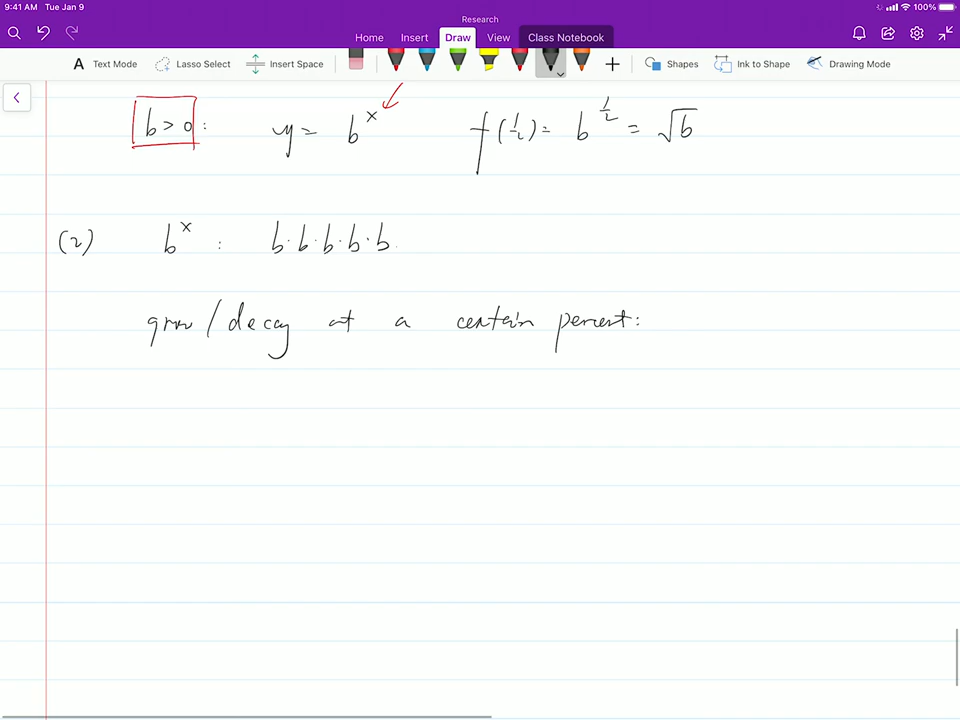 9:41 AM Tue Jan 9 100%
Research
Home Insert Draw View Class Notebook
A Text Mode Lasso Select Insert Space Shapes Ink to Shape Drawing Mode
b > 0 : y = b^x f(1/2) = b^(1/2) = √b
(2) b^x : b·b·b·b·b.
grow / decay at a certain percent: